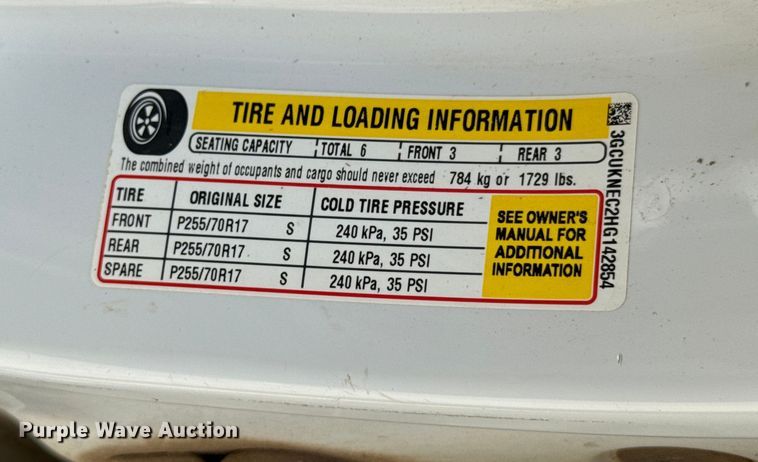 TIRE AND LOADING INFORMATION
SEATING CAPACITY TOTAL 6 FRONT 3 REAR 3
The combined weight of occupants and cargo should never exceed 784 kg or 1729 lbs.
TIRE ORIGINAL SIZE COLD TIRE PRESSURE
FRONT P255/70R17 S 240 kPa, 35 PSI
REAR P255/70R17 S 240 kPa, 35 PSI
SPARE P255/70R17 S 240 kPa, 35 PSI
SEE OWNER'S
MANUAL FOR
ADDITIONAL
INFORMATION
3GCUKNEC2HG142854
Purple Wave Auction